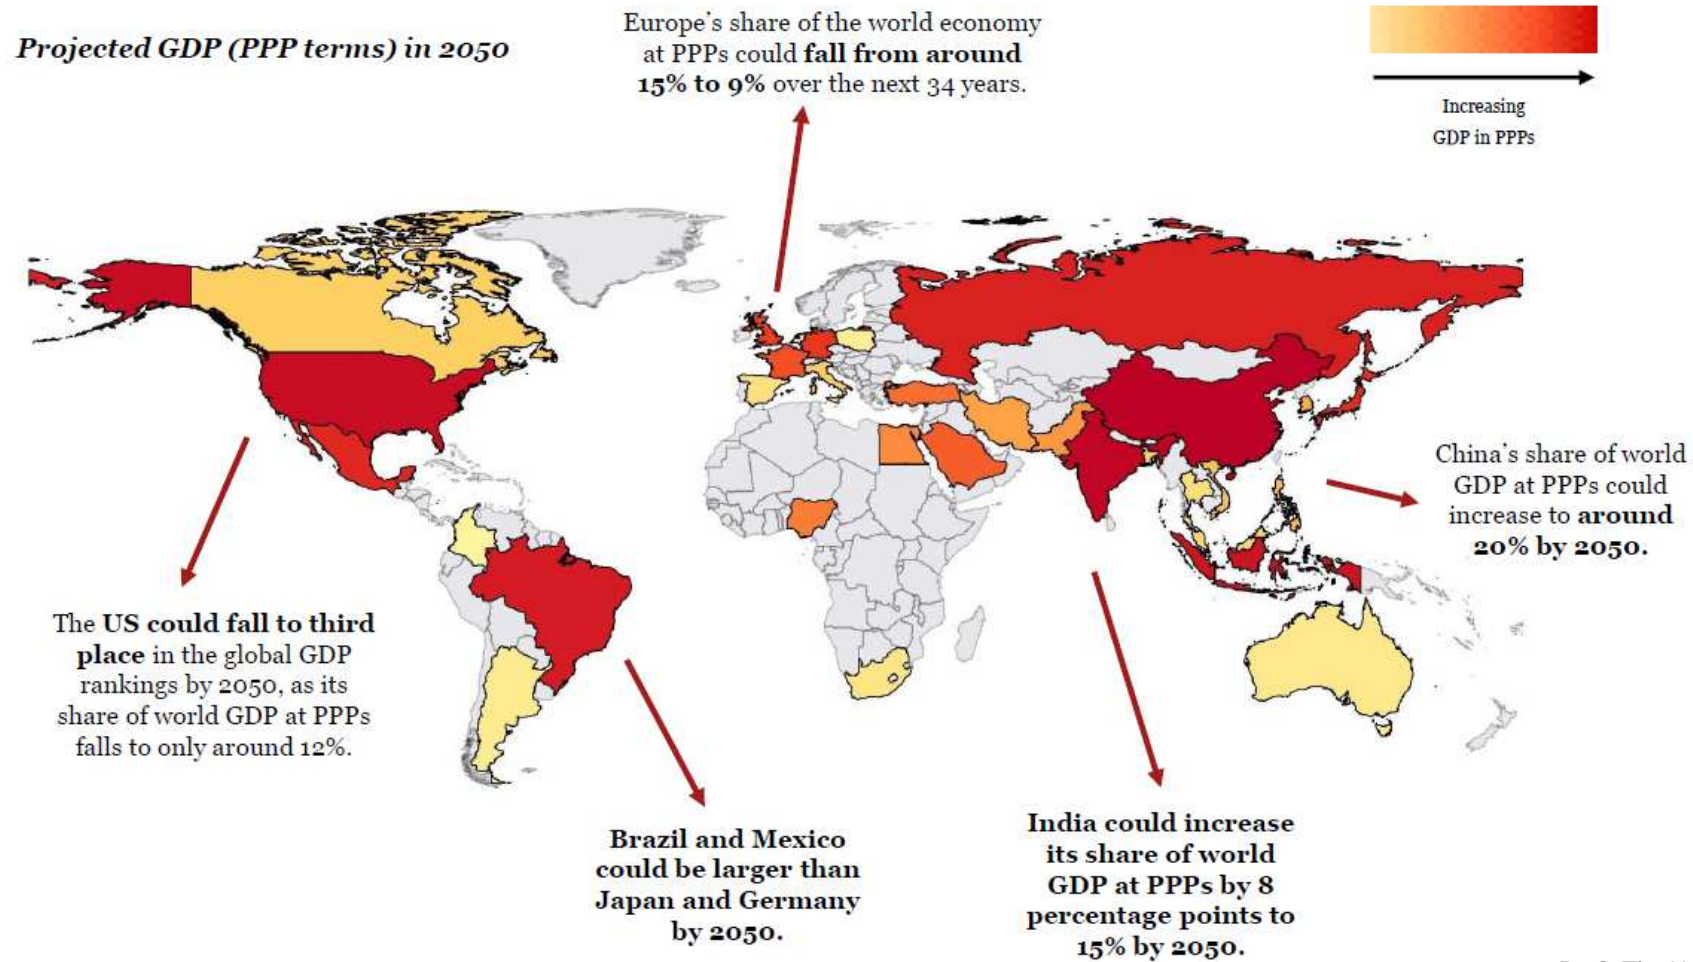 Projected GDP (PPP terms) in 2050
Europe's share of the world economy
at PPPs could fall from around
15% to 9% over the next 34 years.
Increasing
GDP in PPPs
China's share of world
GDP at PPPs could
increase to around
20% by 2050.
The US could fall to third
place in the global GDP
rankings by 2050, as its
share of world GDP at PPPs
falls to only around 12%.
Brazil and Mexico
could be larger than
Japan and Germany
by 2050.
India could increase
its share of world
GDP at PPPs by 8
percentage points to
15% by 2050.